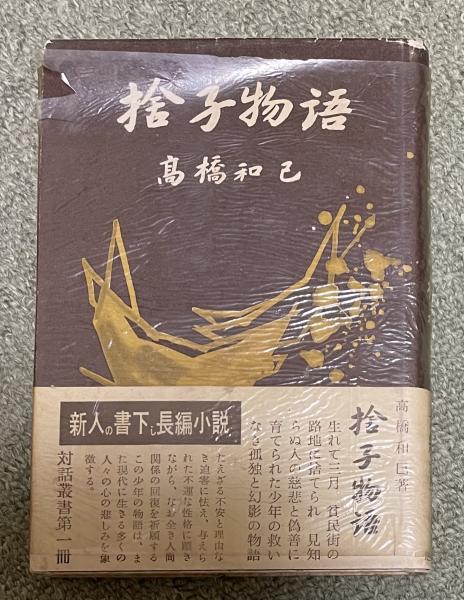 捨子物語
高橋和巳
高橋和巳著
捨子物語
生れて三月 貧民街の
路地に捨てられ 見知
らぬ人の慈悲と偽善に
育てられた少年の救い
なき孤独と幻影の物語
新人の書下し長編小説
たえざる不安と理由な
き迫害に怯え、与えら
れた不運な性格に躓き
ながら、なお全き人間
関係の回復を祈願する
この少年の物語は、ま
た現代に生きる多くの
人々の心の悲しみを象
徴する。
対話叢書第一冊